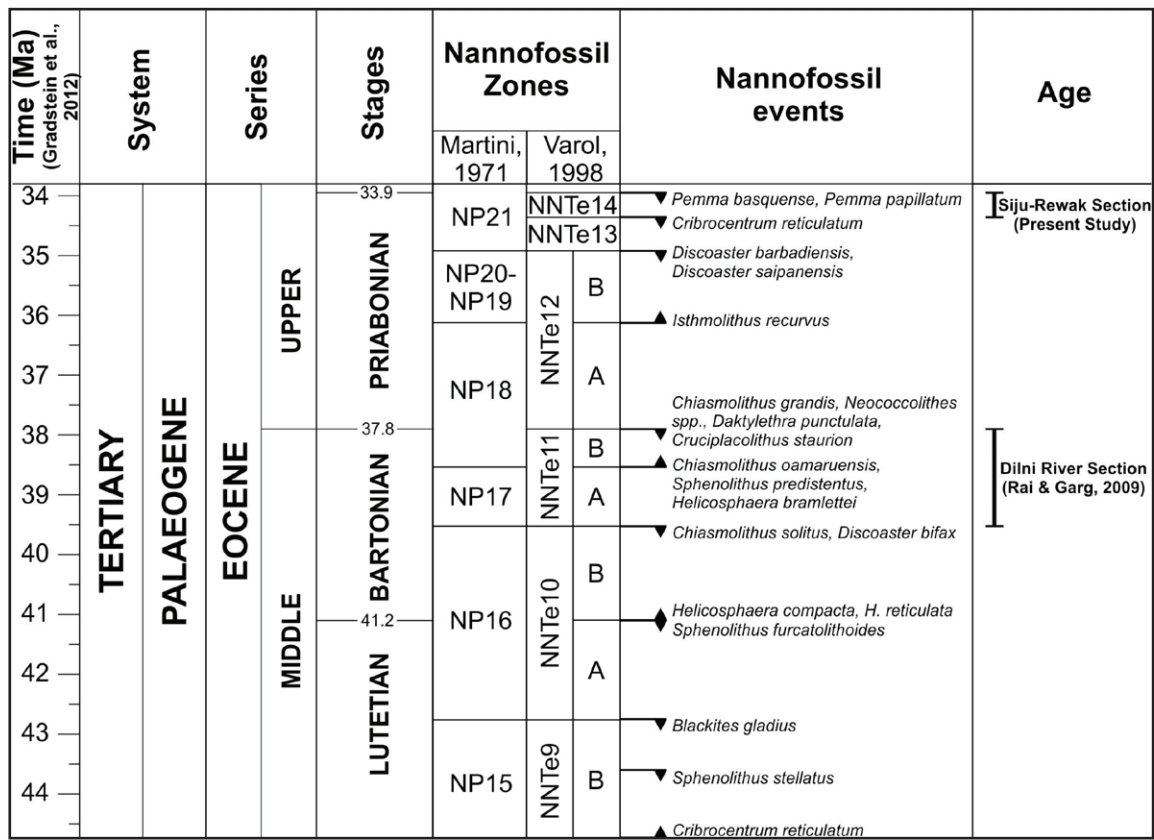 Time (Ma)
(Gradstein et al.,
2012)
System
Series
Stages
Nannofossil
Zones
Martini,
1971
Varol,
1998
Nannofossil
events
Age
34
35
36
37
38
39
40
41
42
43
44
TERTIARY
PALAEOGENE
EOCENE
UPPER
MIDDLE
33.9
PRIABONIAN
37.8
BARTONIAN
41.2
LUTETIAN
NP21
NP20-
NP19
NP18
NP17
NP16
NP15
NNTe14
NNTe13
NNTe12
B
A
NNTe11
B
A
NNTe10
B
A
NNTe9
B
Pemma basquense, Pemma papillatum
Cribrocentrum reticulatum
Discoaster barbadiensis,
Discoaster saipanensis
Isthmolithus recurvus
Chiasmolithus grandis, Neococcolithes
spp., Daktylethra punctulata,
Cruciplacolithus staurion
Chiasmolithus oamaruensis,
Sphenolithus predistentus,
Helicosphaera bramlettei
Chiasmolithus solitus, Discoaster bifax
Helicosphaera compacta, H. reticulata
Sphenolithus furcatolithoides
Blackites gladius
Sphenolithus stellatus
Cribrocentrum reticulatum
Siju-Rewak Section
(Present Study)
Dilni River Section
(Rai & Garg, 2009)